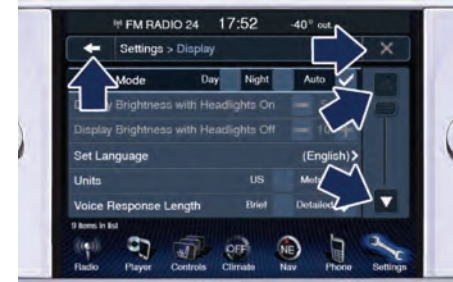 FM RADIO 24 17:52 -40° out
Settings > Display
Mode Day Night Auto
Display Brightness with Headlights On
Display Brightness with Headlights Off 10
Set Language (English)
Units US
Voice Response Length Brief Detailed
9 items in list
Radio Player Controls OFF Climate NE Nav Phone Settings